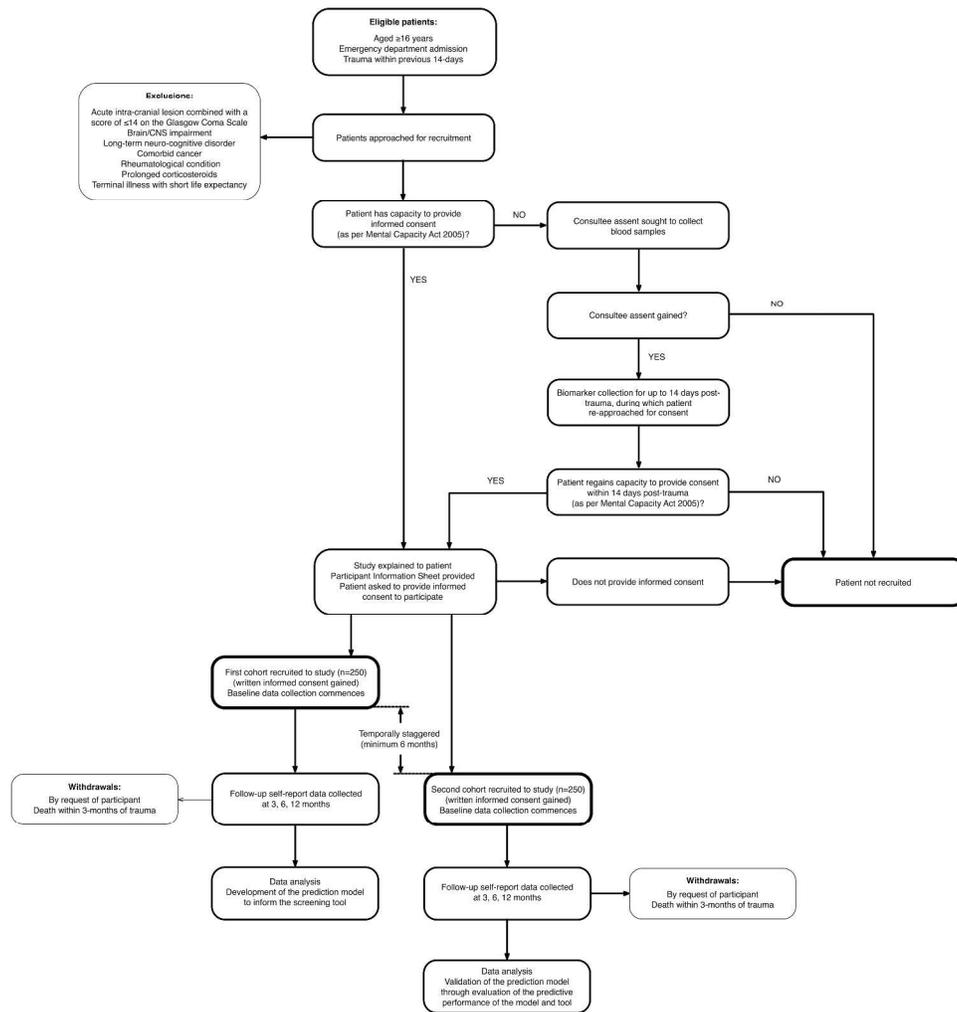 Eligible patients:
Aged ≥16 years
Emergency department admission
Trauma within previous 14-days
Exclusions:
Acute intra-cranial lesion combined with a
score of ≤14 on the Glasgow Coma Scale
Brain/CNS impairment
Long-term neuro-cognitive disorder
Comorbid cancer
Rheumatological condition
Prolonged corticosteroids
Terminal illness with short life expectancy
Patients approached for recruitment
Patient has capacity to provide
informed consent
(as per Mental Capacity Act 2005)?
NO
Consultee assent sought to collect
blood samples
YES
Consultee assent gained?
NO
YES
Biomarker collection for up to 14 days post-
trauma, during which patient
re-approached for consent
Patient regains capacity to provide consent
within 14 days post-trauma
(as per Mental Capacity Act 2005)?
YES
NO
Study explained to patient
Participant Information Sheet provided
Patient asked to provide informed
consent to participate
Does not provide informed consent
Patient not recruited
First cohort recruited to study (n=250)
(written informed consent gained)
Baseline data collection commences
Temporally staggered
(minimum 6 months)
Withdrawals:
By request of participant
Death within 3-months of trauma
Follow-up self-report data collected
at 3, 6, 12 months
Second cohort recruited to study (n=250)
(written informed consent gained)
Baseline data collection commences
Data analysis
Development of the prediction model
to inform the screening tool
Follow-up self-report data collected
at 3, 6, 12 months
Withdrawals:
By request of participant
Death within 3-months of trauma
Data analysis
Validation of the prediction model
through evaluation of the predictive
performance of the model and tool